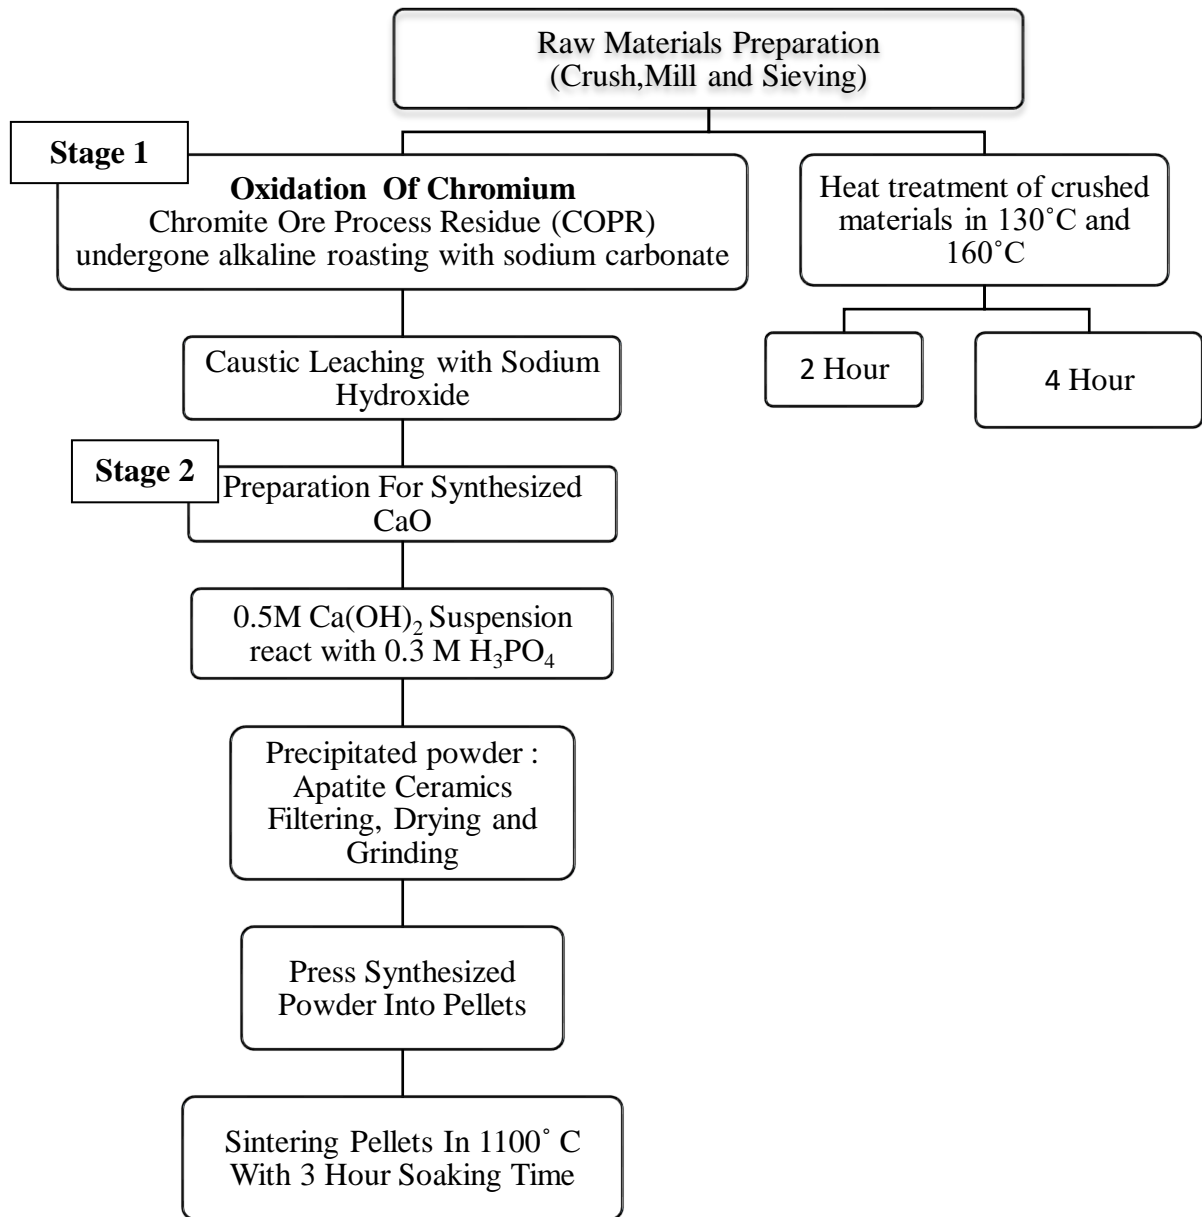 Raw Materials Preparation
(Crush,Mill and Sieving)
Stage 1
Oxidation Of Chromium
Chromite Ore Process Residue (COPR)
undergone alkaline roasting with sodium carbonate
Heat treatment of crushed
materials in 130˚C and
160˚C
2 Hour
4 Hour
Caustic Leaching with Sodium
Hydroxide
Stage 2
Preparation For Synthesized
CaO
0.5M Ca(OH)₂ Suspension
react with 0.3 M H₃PO₄
Precipitated powder :
Apatite Ceramics
Filtering, Drying and
Grinding
Press Synthesized
Powder Into Pellets
Sintering Pellets In 1100˚ C
With 3 Hour Soaking Time